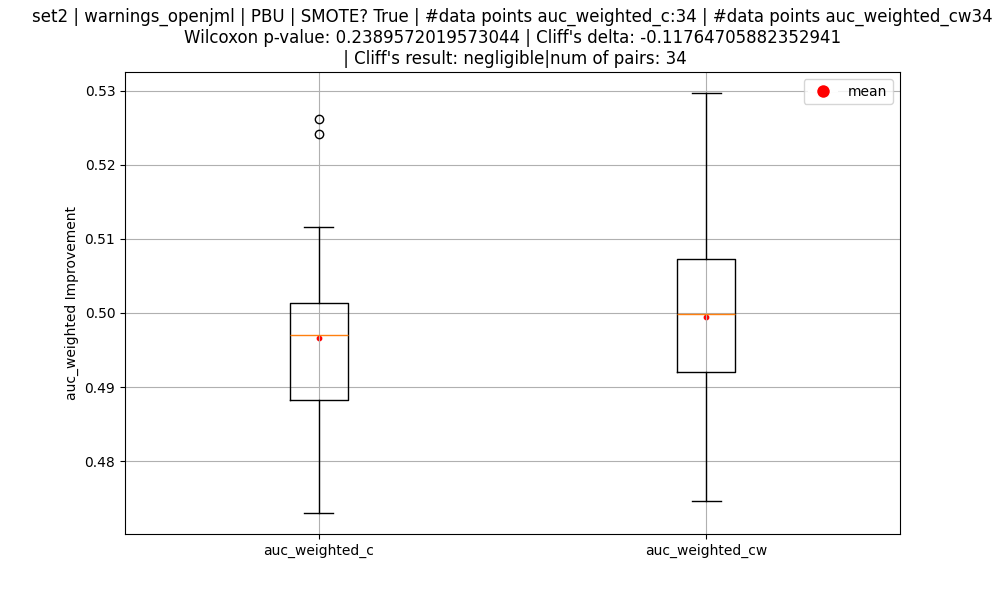 set2 | warnings_openjml | PBU | SMOTE? True | #data points auc_weighted_c:34 | #data points auc_weighted_cw34
Wilcoxon p-value: 0.2389572019573044 | Cliff's delta: -0.11764705882352941
| Cliff's result: negligible|num of pairs: 34
mean
0.53
0.52
0.51
0.50
0.49
0.48
auc_weighted Improvement
auc_weighted_c
auc_weighted_cw